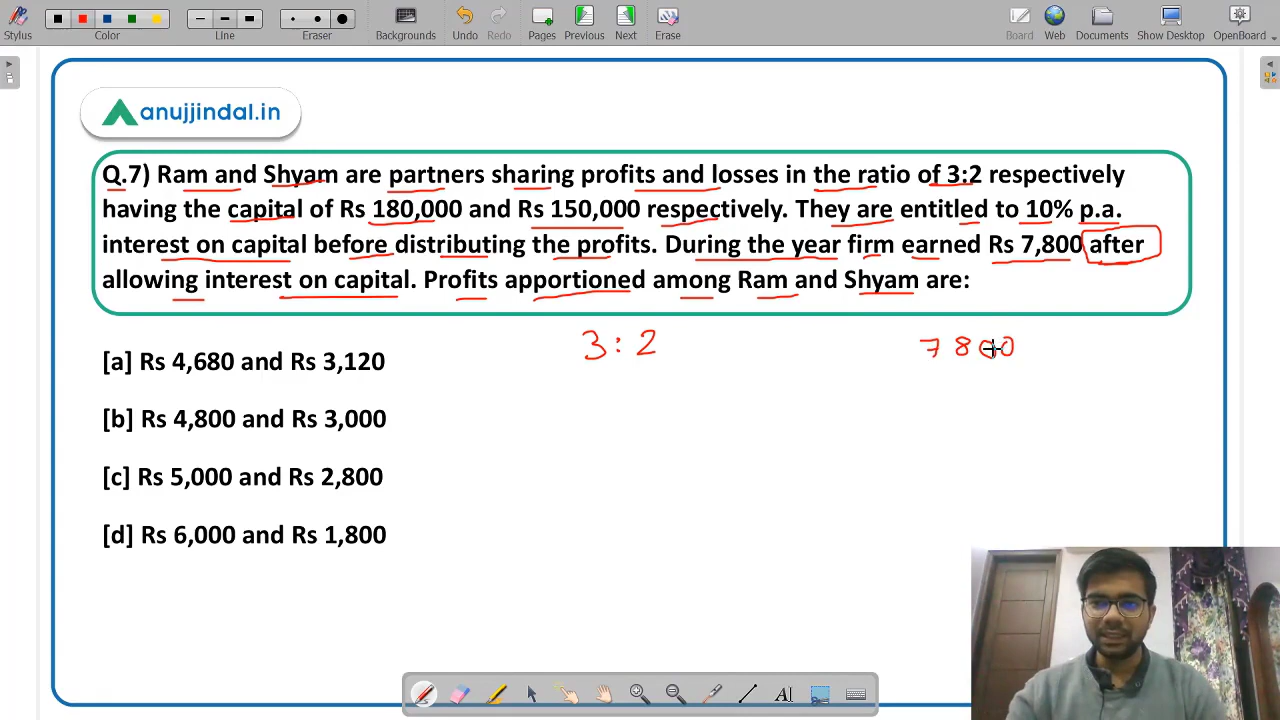 Stylus Color Line Eraser Backgrounds Undo Redo Pages Previous Next Erase Board Web Documents Show Desktop OpenBoard
anujjindal.in
Q.7) Ram and Shyam are partners sharing profits and losses in the ratio of 3:2 respectively
having the capital of Rs 180,000 and Rs 150,000 respectively. They are entitled to 10% p.a.
interest on capital before distributing the profits. During the year firm earned Rs 7,800 after
allowing interest on capital. Profits apportioned among Ram and Shyam are:
3 : 2 7800
[a] Rs 4,680 and Rs 3,120
[b] Rs 4,800 and Rs 3,000
[c] Rs 5,000 and Rs 2,800
[d] Rs 6,000 and Rs 1,800